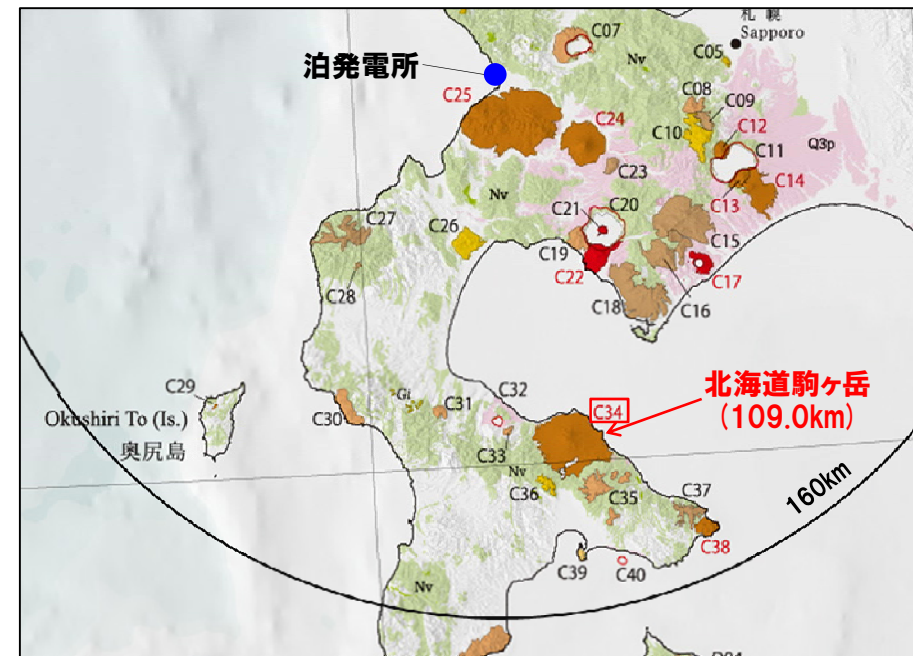 札 幌
Sapporo
C07
Nv
C05
泊発電所
C25
C08
C09
C24
C10
C12
Q3p
C11
C23
C14
Nv
C20
C13
C21
C27
C26
C15
C19
C22
C17
C28
C18
C16
C29
C32
北海道駒ヶ岳
(109.0km)
Gi
C34
Okushiri To (Is.)
C30
C31
奥尻島
C33
Nv
C36
C35
C37
160km
C38
C39
C40
Nv